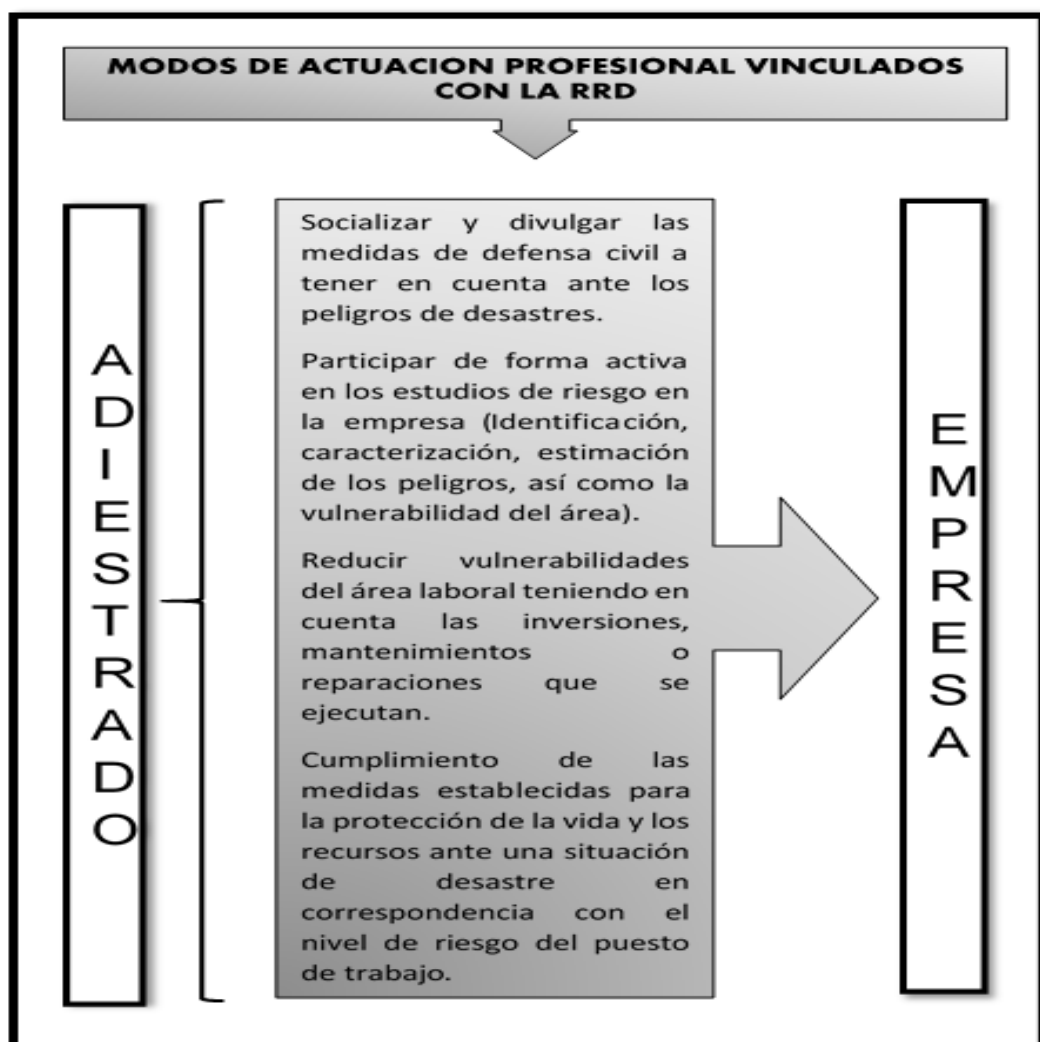 MODOS DE ACTUACION PROFESIONAL VINCULADOS
CON LA RRD
ADIESTRADO
Socializar y divulgar las
medidas de defensa civil a
tener en cuenta ante los
peligros de desastres.
Participar de forma activa
en los estudios de riesgo en
la empresa (Identificación,
caracterización, estimación
de los peligros, así como la
vulnerabilidad del área).
Reducir vulnerabilidades
del área laboral teniendo en
cuenta las inversiones,
mantenimientos o
reparaciones que se
ejecutan.
Cumplimiento de las
medidas establecidas para
la protección de la vida y los
recursos ante una situación
de desastre en
correspondencia con el
nivel de riesgo del puesto
de trabajo.
EMPRESA